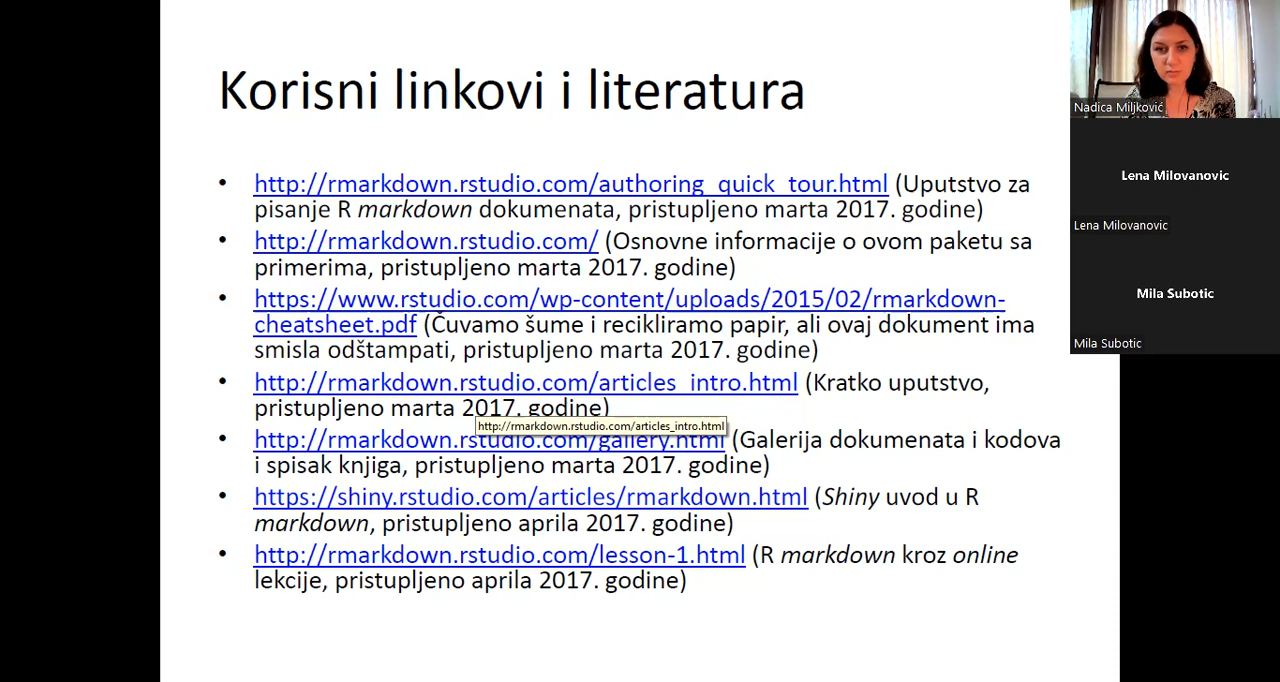 Korisni linkovi i literatura
• http://rmarkdown.rstudio.com/authoring_quick_tour.html (Uputstvo za
pisanje R markdown dokumenata, pristupljeno marta 2017. godine)
• http://rmarkdown.rstudio.com/ (Osnovne informacije o ovom paketu sa
primerima, pristupljeno marta 2017. godine)
• https://www.rstudio.com/wp-content/uploads/2015/02/rmarkdown-
cheatsheet.pdf (Čuvamo šume i recikliramo papir, ali ovaj dokument ima
smisla odštampati, pristupljeno marta 2017. godine)
• http://rmarkdown.rstudio.com/articles_intro.html (Kratko uputstvo,
pristupljeno marta 2017. godine)
http://rmarkdown.rstudio.com/articles_intro.html
• http://rmarkdown.rstudio.com/gallery.html (Galerija dokumenata i kodova
i spisak knjiga, pristupljeno marta 2017. godine)
• https://shiny.rstudio.com/articles/rmarkdown.html (Shiny uvod u R
markdown, pristupljeno aprila 2017. godine)
• http://rmarkdown.rstudio.com/lesson-1.html (R markdown kroz online
lekcije, pristupljeno aprila 2017. godine)
Nadica Miljković
Lena Milovanovic
Lena Milovanovic
Mila Subotic
Mila Subotic